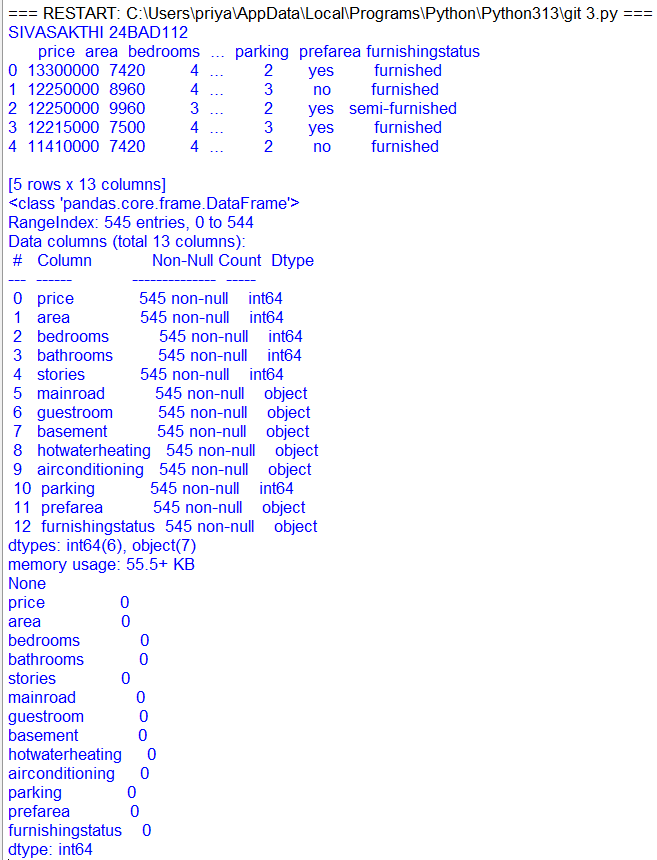 === RESTART: C:\Users\priya\AppData\Local\Programs\Python\Python313\git 3.py ===
SIVASAKTHI 24BAD112
price area bedrooms ... parking prefarea furnishingstatus
0 13300000 7420 4 ... 2 yes furnished
1 12250000 8960 4 ... 3 no furnished
2 12250000 9960 3 ... 2 yes semi-furnished
3 12215000 7500 4 ... 3 yes furnished
4 11410000 7420 4 ... 2 no furnished
[5 rows x 13 columns]
<class 'pandas.core.frame.DataFrame'>
RangeIndex: 545 entries, 0 to 544
Data columns (total 13 columns):
# Column Non-Null Count Dtype
--- ------ -------------- -----
0 price 545 non-null int64
1 area 545 non-null int64
2 bedrooms 545 non-null int64
3 bathrooms 545 non-null int64
4 stories 545 non-null int64
5 mainroad 545 non-null object
6 guestroom 545 non-null object
7 basement 545 non-null object
8 hotwaterheating 545 non-null object
9 airconditioning 545 non-null object
10 parking 545 non-null int64
11 prefarea 545 non-null object
12 furnishingstatus 545 non-null object
dtypes: int64(6), object(7)
memory usage: 55.5+ KB
None
price 0
area 0
bedrooms 0
bathrooms 0
stories 0
mainroad 0
guestroom 0
basement 0
hotwaterheating 0
airconditioning 0
parking 0
prefarea 0
furnishingstatus 0
dtype: int64